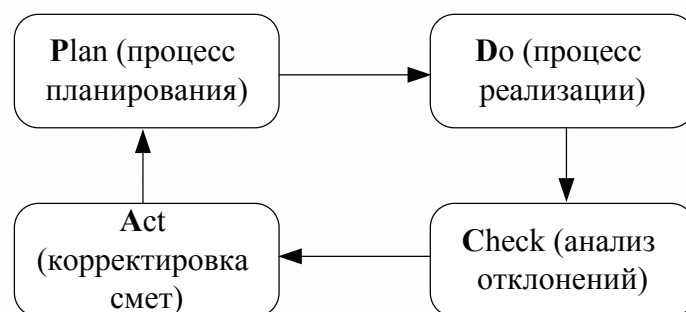 Plan (процесс
планирования)
Do (процесс
реализации)
Act
(корректировка
смет)
Check (анализ
отклонений)